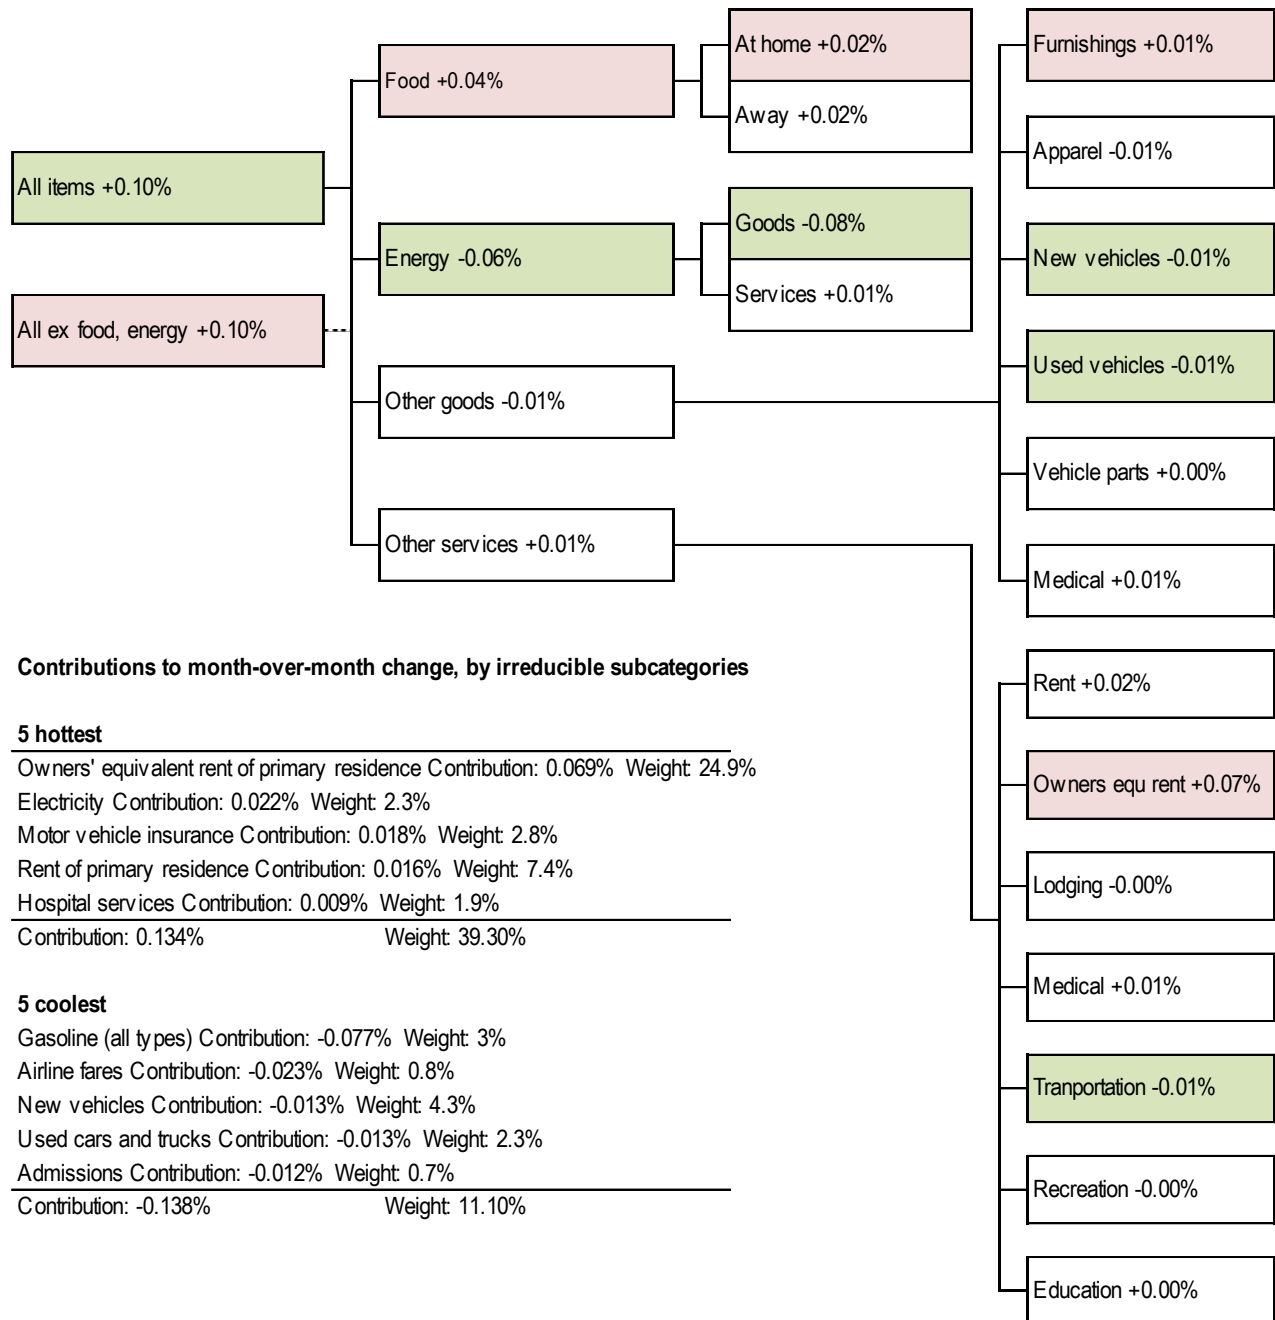 All items +0.10%
All ex food, energy +0.10%
Food +0.04%
Energy -0.06%
Other goods -0.01%
Other services +0.01%
At home +0.02%
Away +0.02%
Goods -0.08%
Services +0.01%
Furnishings +0.01%
Apparel -0.01%
New vehicles -0.01%
Used vehicles -0.01%
Vehicle parts +0.00%
Medical +0.01%
Rent +0.02%
Owners equ rent +0.07%
Lodging -0.00%
Medical +0.01%
Tranportation -0.01%
Recreation -0.00%
Education +0.00%
Contributions to month-over-month change, by irreducible subcategories
5 hottest
Owners' equivalent rent of primary residence Contribution: 0.069% Weight: 24.9%
Electricity Contribution: 0.022% Weight: 2.3%
Motor vehicle insurance Contribution: 0.018% Weight: 2.8%
Rent of primary residence Contribution: 0.016% Weight: 7.4%
Hospital services Contribution: 0.009% Weight: 1.9%
Contribution: 0.134% Weight: 39.30%
5 coolest
Gasoline (all types) Contribution: -0.077% Weight: 3%
Airline fares Contribution: -0.023% Weight: 0.8%
New vehicles Contribution: -0.013% Weight: 4.3%
Used cars and trucks Contribution: -0.013% Weight: 2.3%
Admissions Contribution: -0.012% Weight: 0.7%
Contribution: -0.138% Weight: 11.10%